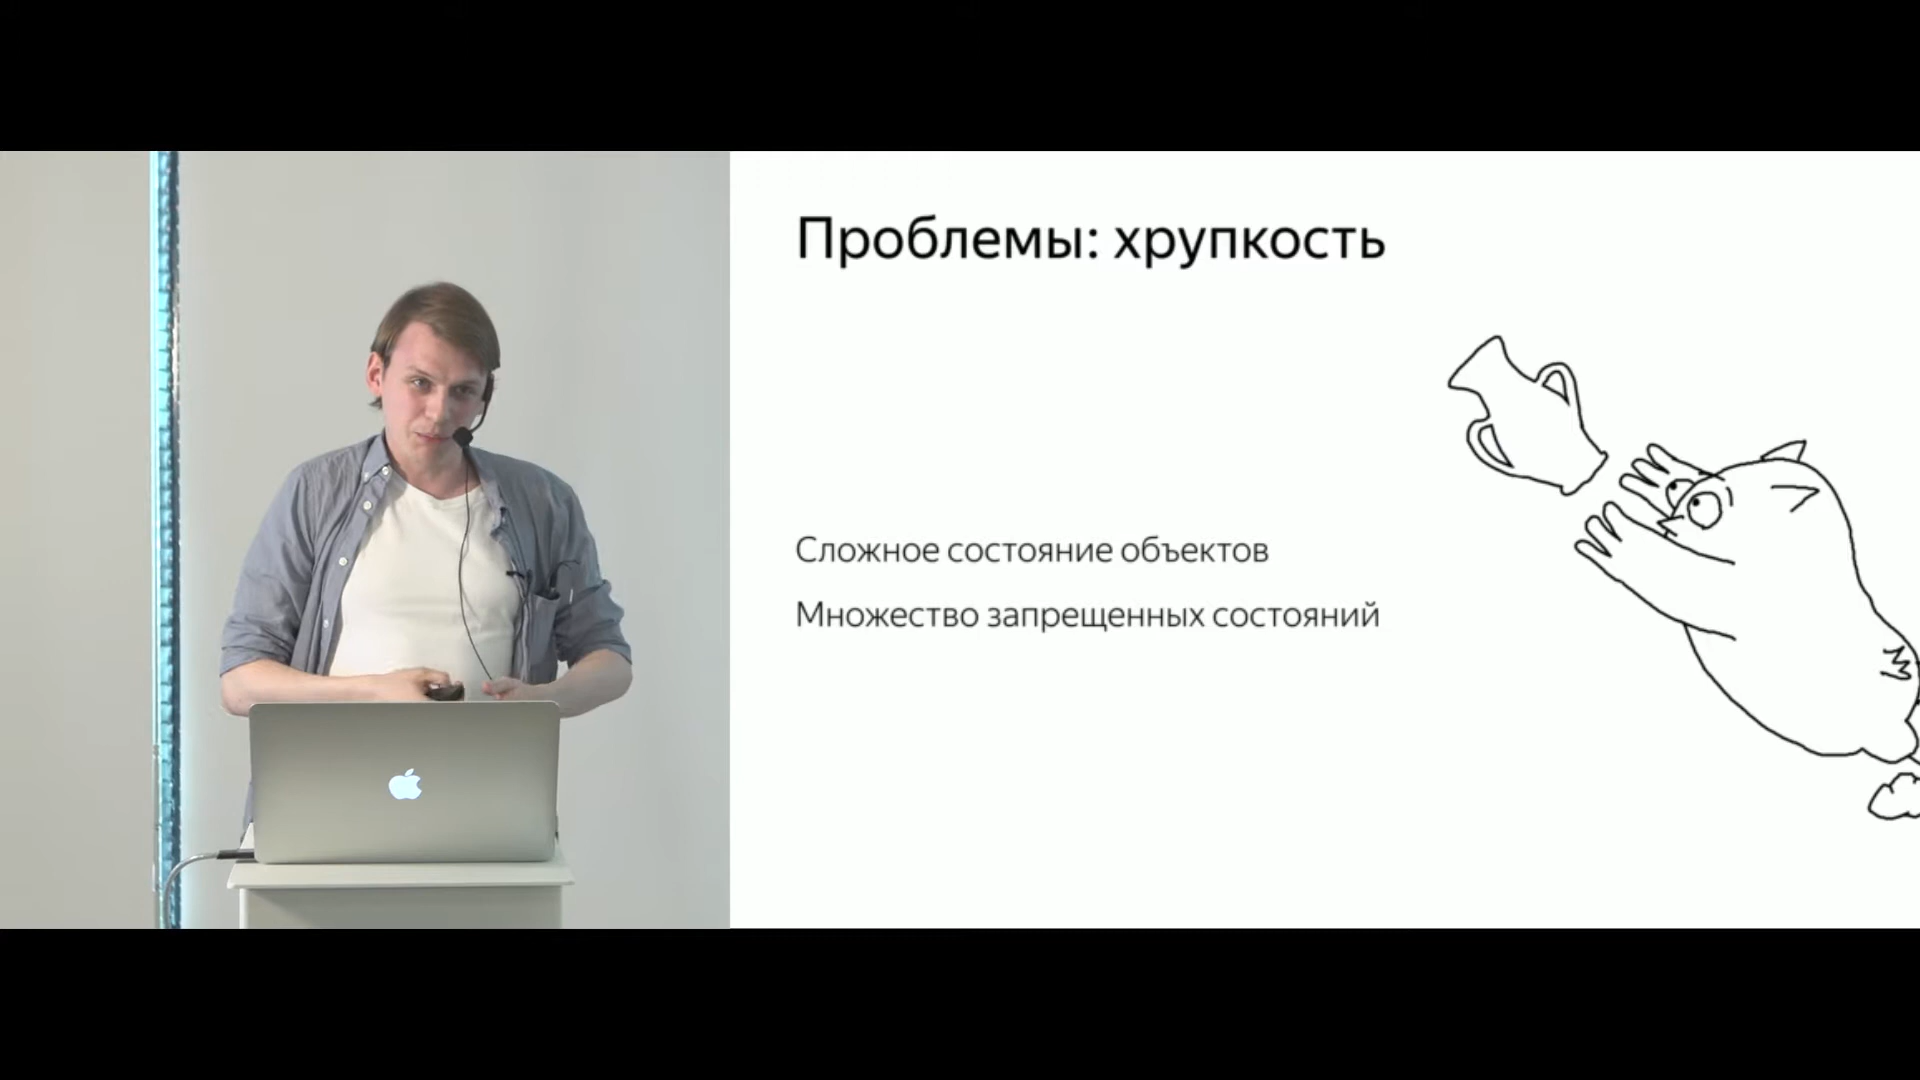 Проблемы: хрупкость
Сложное состояние объектов
Множество запрещенных состояний